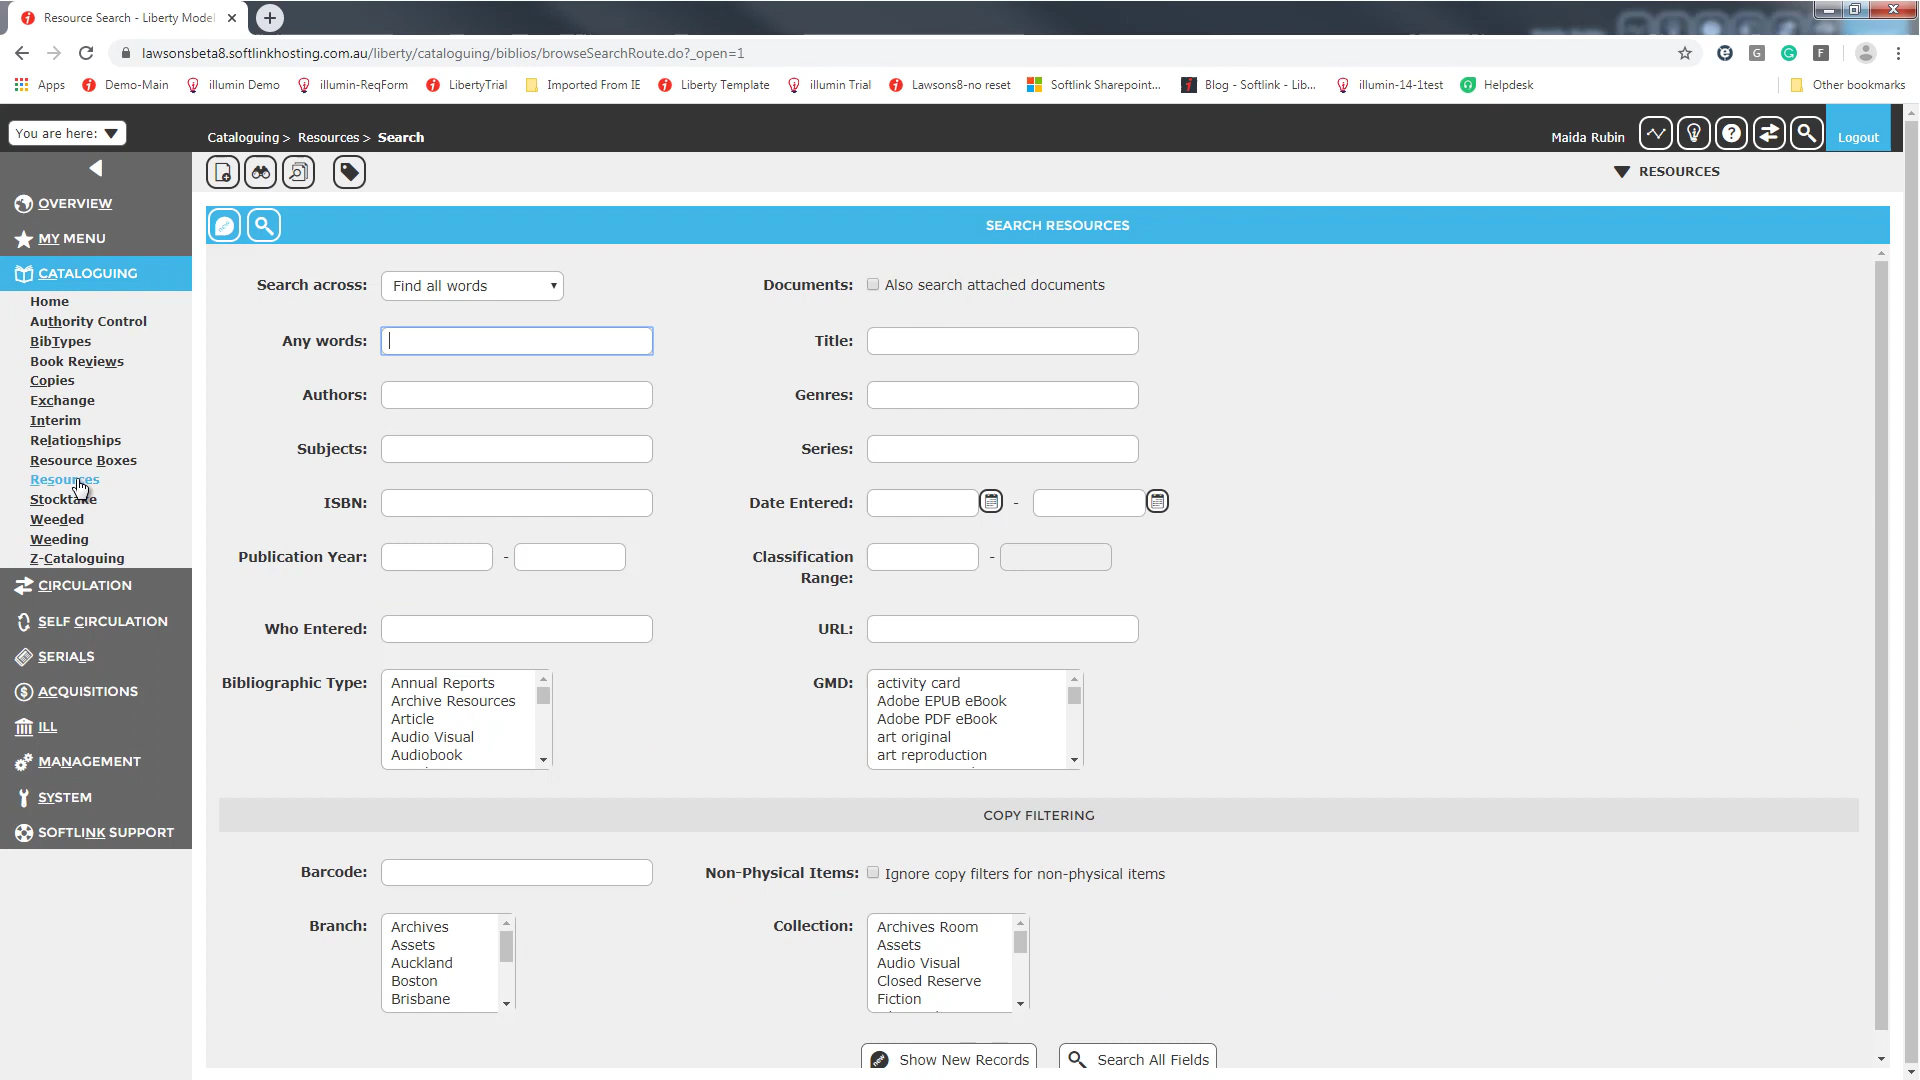 Resource Search - Liberty Model
lawsonsbeta8.softlinkhosting.com.au/liberty/cataloguing/biblios/browseSearchRoute.do?_open=1
Apps Demo-Main illumin Demo illumin-ReqForm LibertyTrial Imported From IE Liberty Template illumin Trial Lawsons8-no reset Softlink Sharepoint... Blog - Softlink - Lib... illumin-14-1test Helpdesk Other bookmarks
You are here: Cataloguing > Resources > Search Maida Rubin Logout
RESOURCES
OVERVIEW
MY MENU
CATALOGUING
Home
Authority Control
BibTypes
Book Reviews
Copies
Exchange
Interim
Relationships
Resource Boxes
Resources
Stocktake
Weeded
Weeding
Z-Cataloguing
CIRCULATION
SELF CIRCULATION
SERIALS
ACQUISITIONS
ILL
MANAGEMENT
SYSTEM
SOFTLINK SUPPORT
new SEARCH RESOURCES
Search across: Find all words Documents: Also search attached documents
Any words: Title:
Authors: Genres:
Subjects: Series:
ISBN: Date Entered: -
Publication Year: - Classification Range: -
Who Entered: URL:
Bibliographic Type: GMD:
Annual Reports activity card
Archive Resources Adobe EPUB eBook
Article Adobe PDF eBook
Audio Visual art original
Audiobook art reproduction
COPY FILTERING
Barcode: Non-Physical Items: Ignore copy filters for non-physical items
Branch: Collection:
Archives Archives Room
Assets Assets
Auckland Audio Visual
Boston Closed Reserve
Brisbane Fiction
new Show New Records Search All Fields